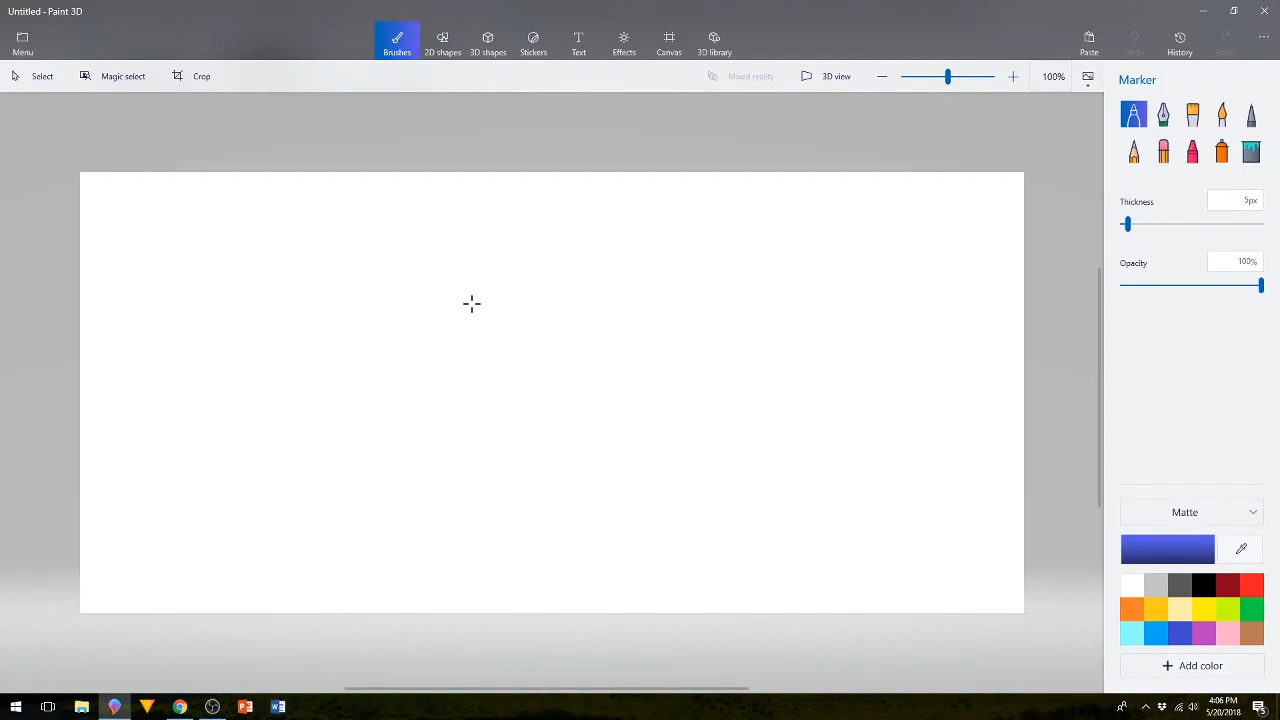 Untitled - Paint 3D
Menu
Brushes
2D shapes
3D shapes
Stickers
Text
Effects
Canvas
3D library
Paste
Undo
History
Redo
Select
Magic select
Crop
Mixed reality
3D view
100%
Marker
Thickness
5px
Opacity
100%
Matte
Add color
4:06 PM
5/20/2018